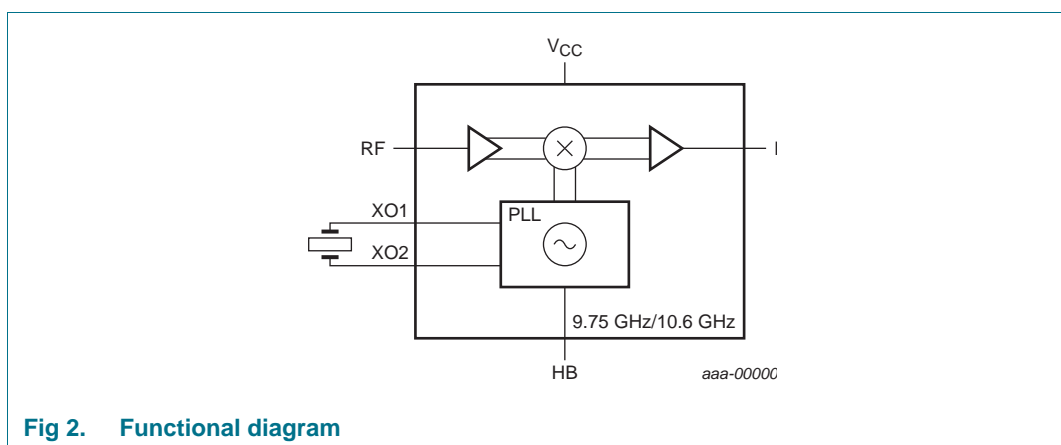 VCC
RF
XO1
PLL
XO2
9.75 GHz/10.6 GHz
HB
aaa-00000
Fig 2. Functional diagram